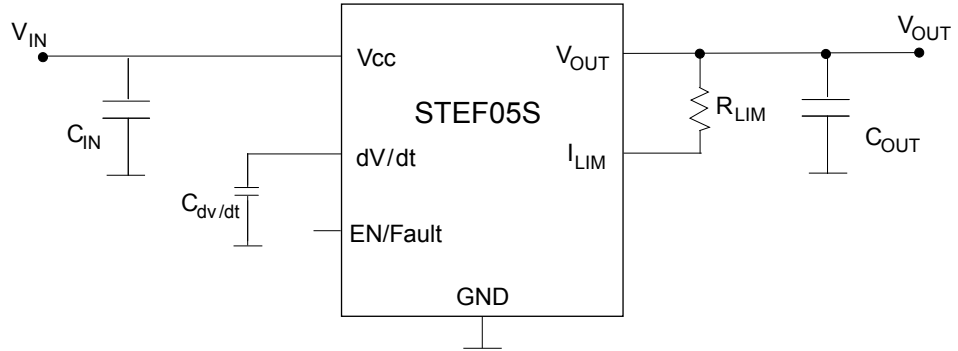 V_IN
V_OUT
Vcc
V_OUT
STEF05S
C_IN
R_LIM
C_OUT
dV/dt
I_LIM
C_dv/dt
EN/Fault
GND